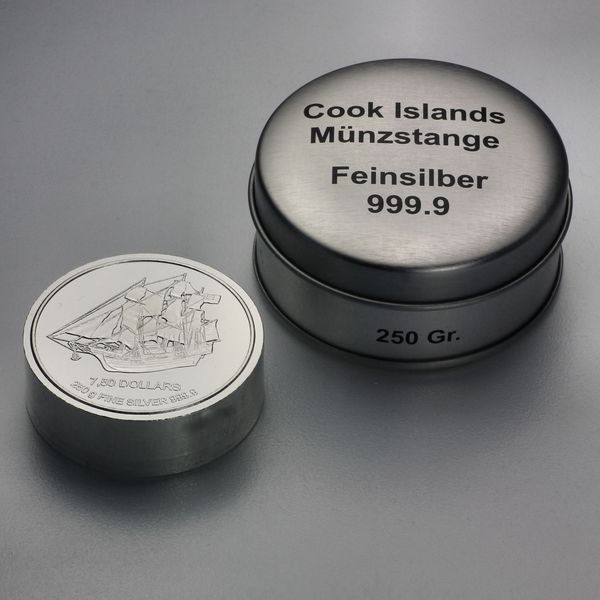 Cook Islands
Münzstange
Feinsilber
999.9
250 Gr.
7,50 DOLLARS
250 g FINE SILVER 999.9